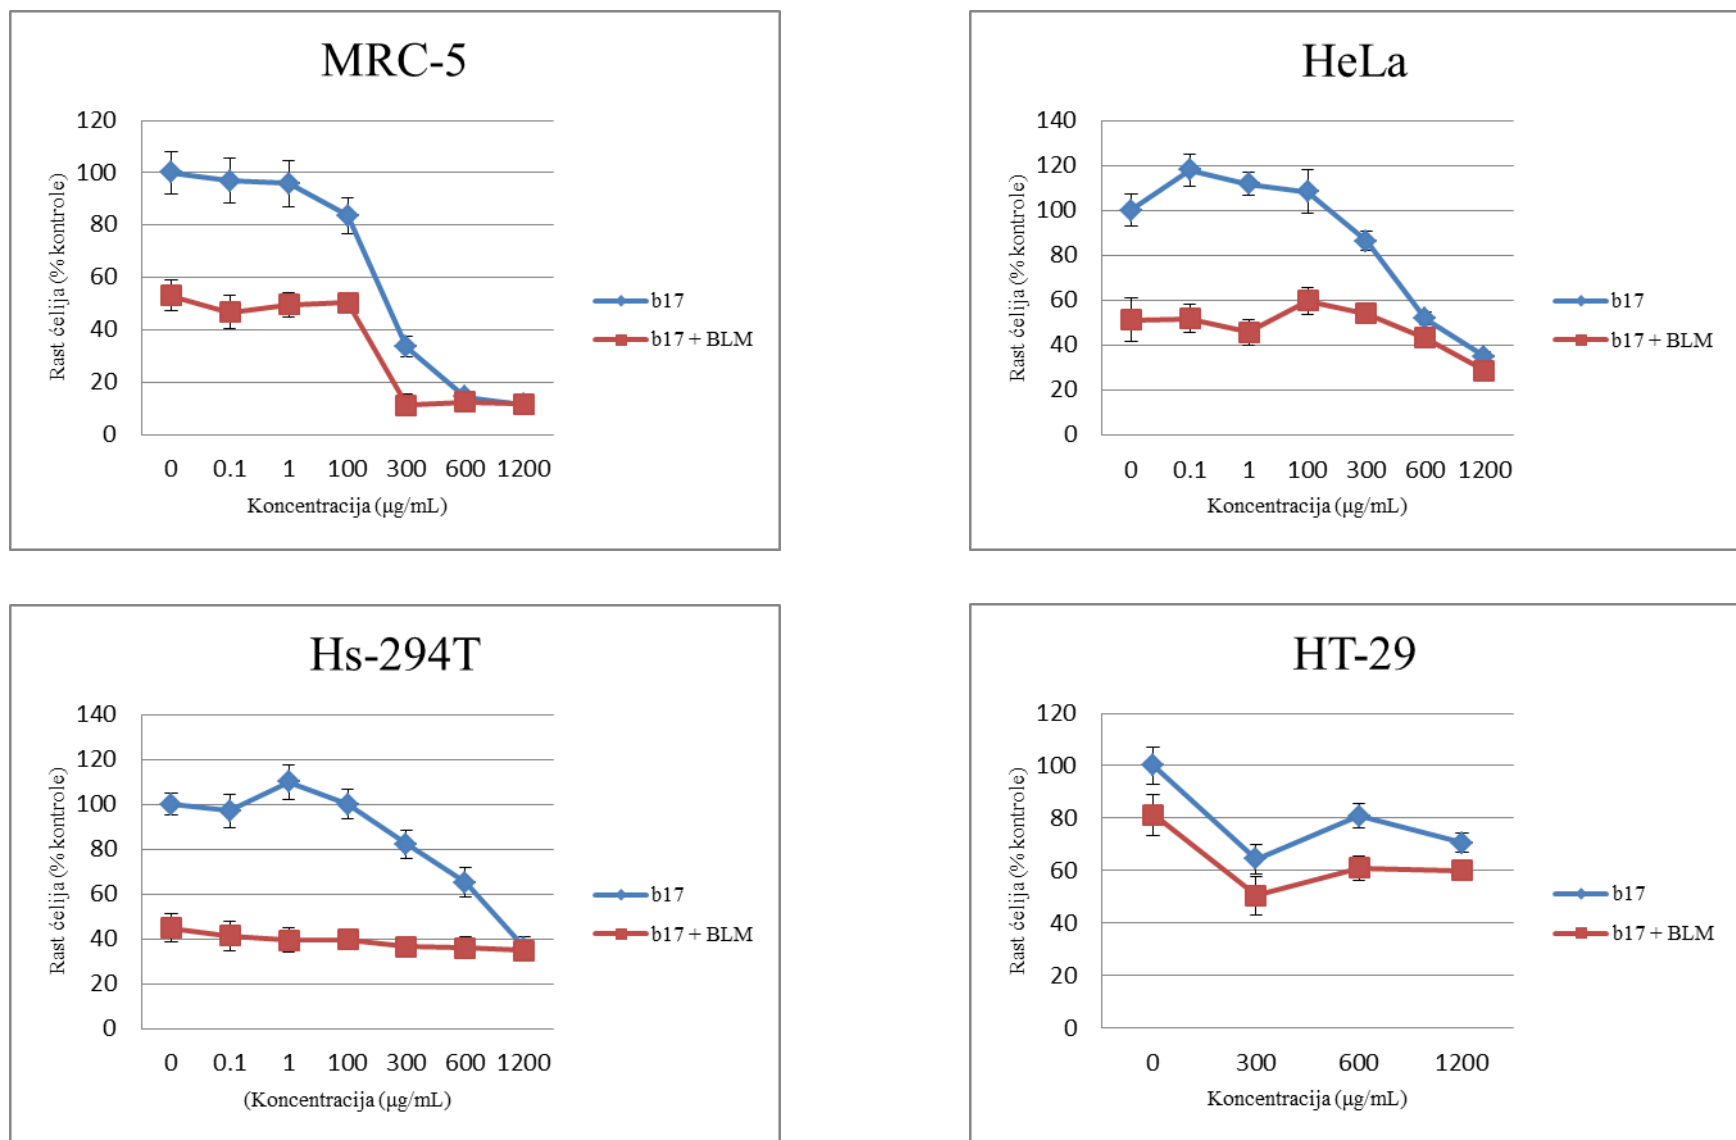 MRC-5
120
100
80
60
40
20
0
Rast ćelija (% kontrole)
0 0.1 1 100 300 600 1200
Koncentracija (µg/mL)
b17
b17 + BLM
HeLa
140
120
100
80
60
40
20
0
Rast ćelija (% kontrole)
0 0.1 1 100 300 600 1200
Koncentracija (µg/mL)
b17
b17 + BLM
Hs-294T
140
120
100
80
60
40
20
0
Rast ćelija (% kontrole)
0 0.1 1 100 300 600 1200
(Koncentracija (µg/mL)
b17
b17 + BLM
HT-29
120
100
80
60
40
20
0
Rast ćelija (% kontrole)
0 300 600 1200
Koncentracija (µg/mL)
b17
b17 + BLM